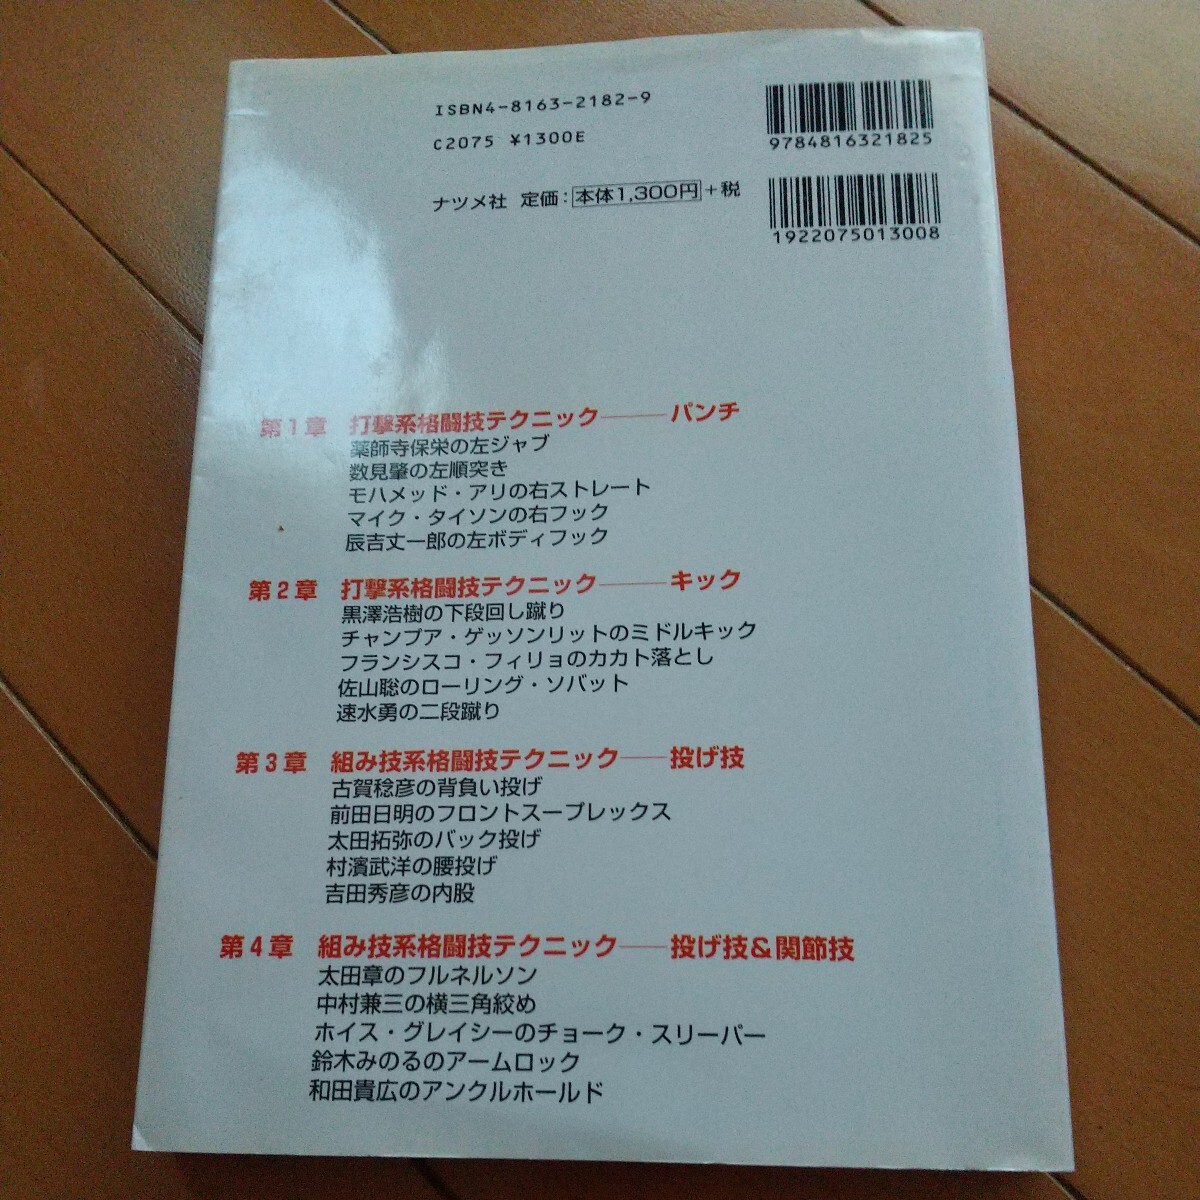 ISBN4-8163-2182-9
C2075 ¥1300E
ナツメ社 定価:本体1,300円+税
9784816321825
1922075013008
第1章 打撃系格闘技テクニック――パンチ
薬師寺保栄の左ジャブ
数見肇の左順突き
モハメッド・アリの右ストレート
マイク・タイソンの右フック
辰吉丈一郎の左ボディフック
第2章 打撃系格闘技テクニック――キック
黒澤浩樹の下段回し蹴り
チャンプア・ゲッソンリットのミドルキック
フランシスコ・フィリョのカカト落とし
佐山聡のローリング・ソバット
速水勇の二段蹴り
第3章 組み技系格闘技テクニック――投げ技
古賀稔彦の背負い投げ
前田日明のフロントスープレックス
太田拓弥のバック投げ
村濱武洋の腰投げ
吉田秀彦の内股
第4章 組み技系格闘技テクニック――投げ技&関節技
太田章のフルネルソン
中村兼三の横三角絞め
ホイス・グレイシーのチョーク・スリーパー
鈴木みのるのアームロック
和田貴広のアンクルホールド